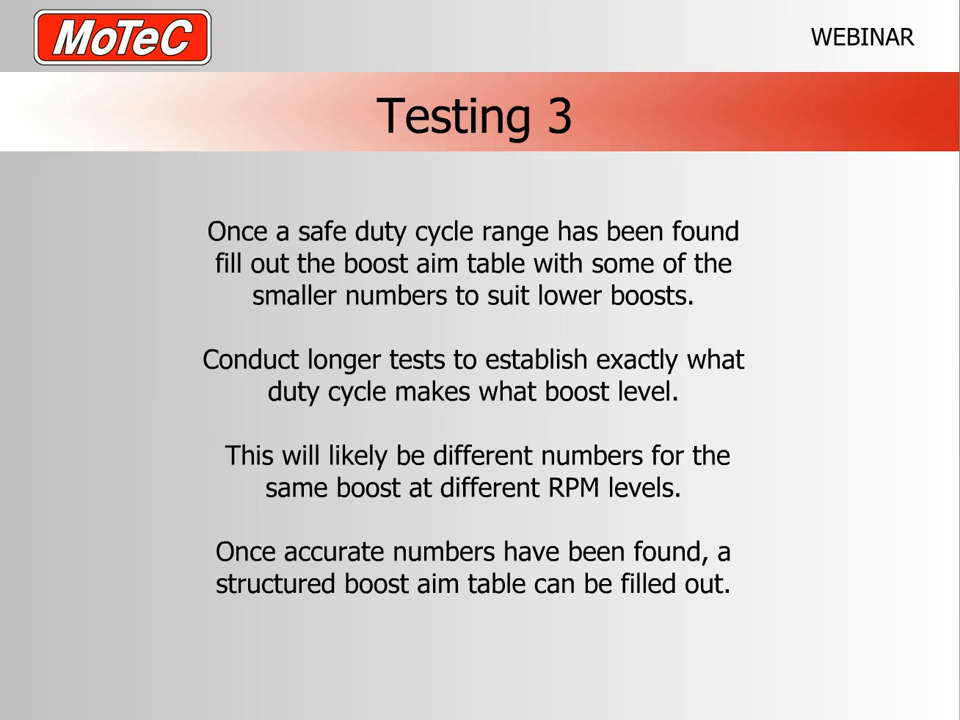 MoTeC
WEBINAR
Testing 3
Once a safe duty cycle range has been found
fill out the boost aim table with some of the
smaller numbers to suit lower boosts.
Conduct longer tests to establish exactly what
duty cycle makes what boost level.
This will likely be different numbers for the
same boost at different RPM levels.
Once accurate numbers have been found, a
structured boost aim table can be filled out.